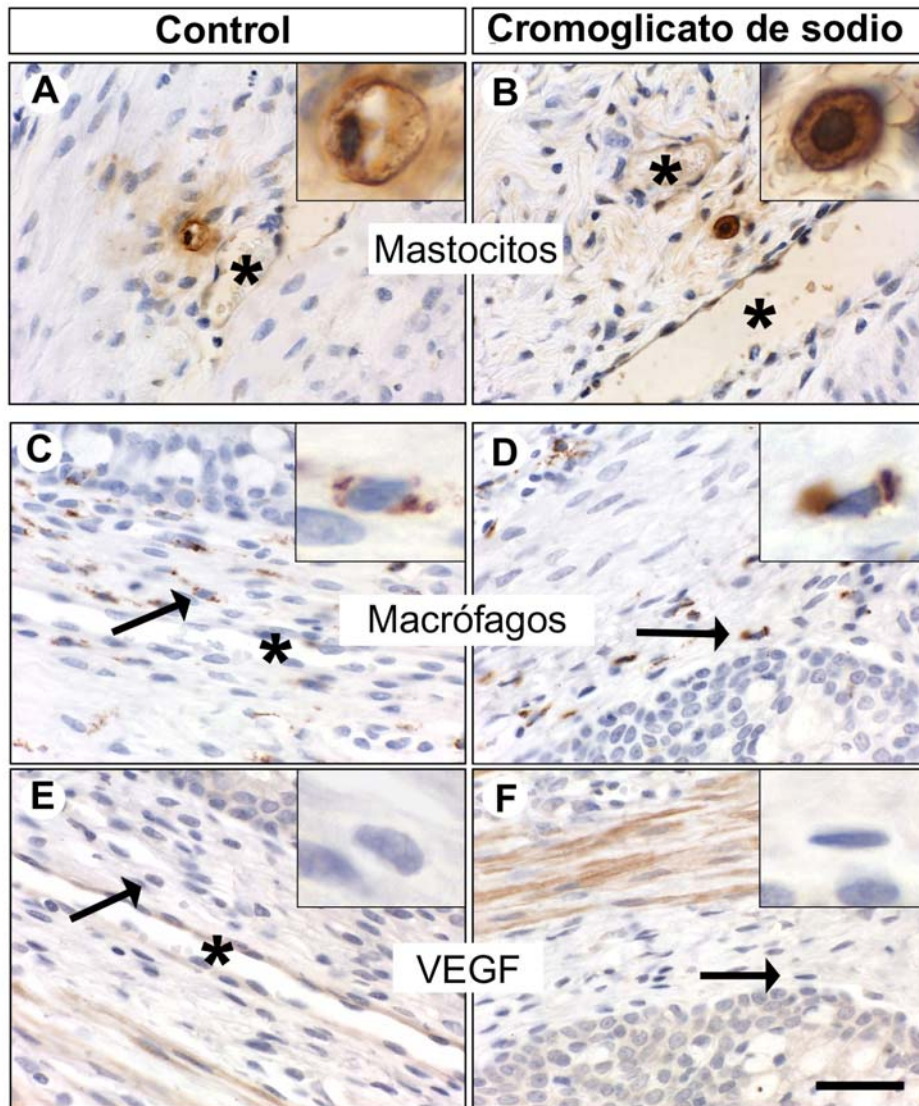 Control
Cromoglicato de sodio
A
B
*
*
*
Mastocitos
C
D
Macrófagos
*
E
F
*
VEGF